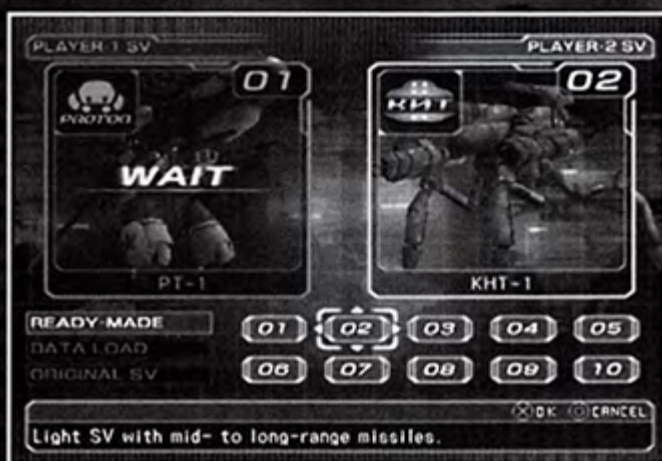 PLAYER-1 SV
PLAYER-2 SV
PROTON
01
КНТ
02
WAIT
PT-1
KHT-1
READY-MADE
DATA LOAD
ORIGINAL SV
01 02 03 04 05
06 07 08 09 10
OK CANCEL
Light SV with mid- to long-range missiles.